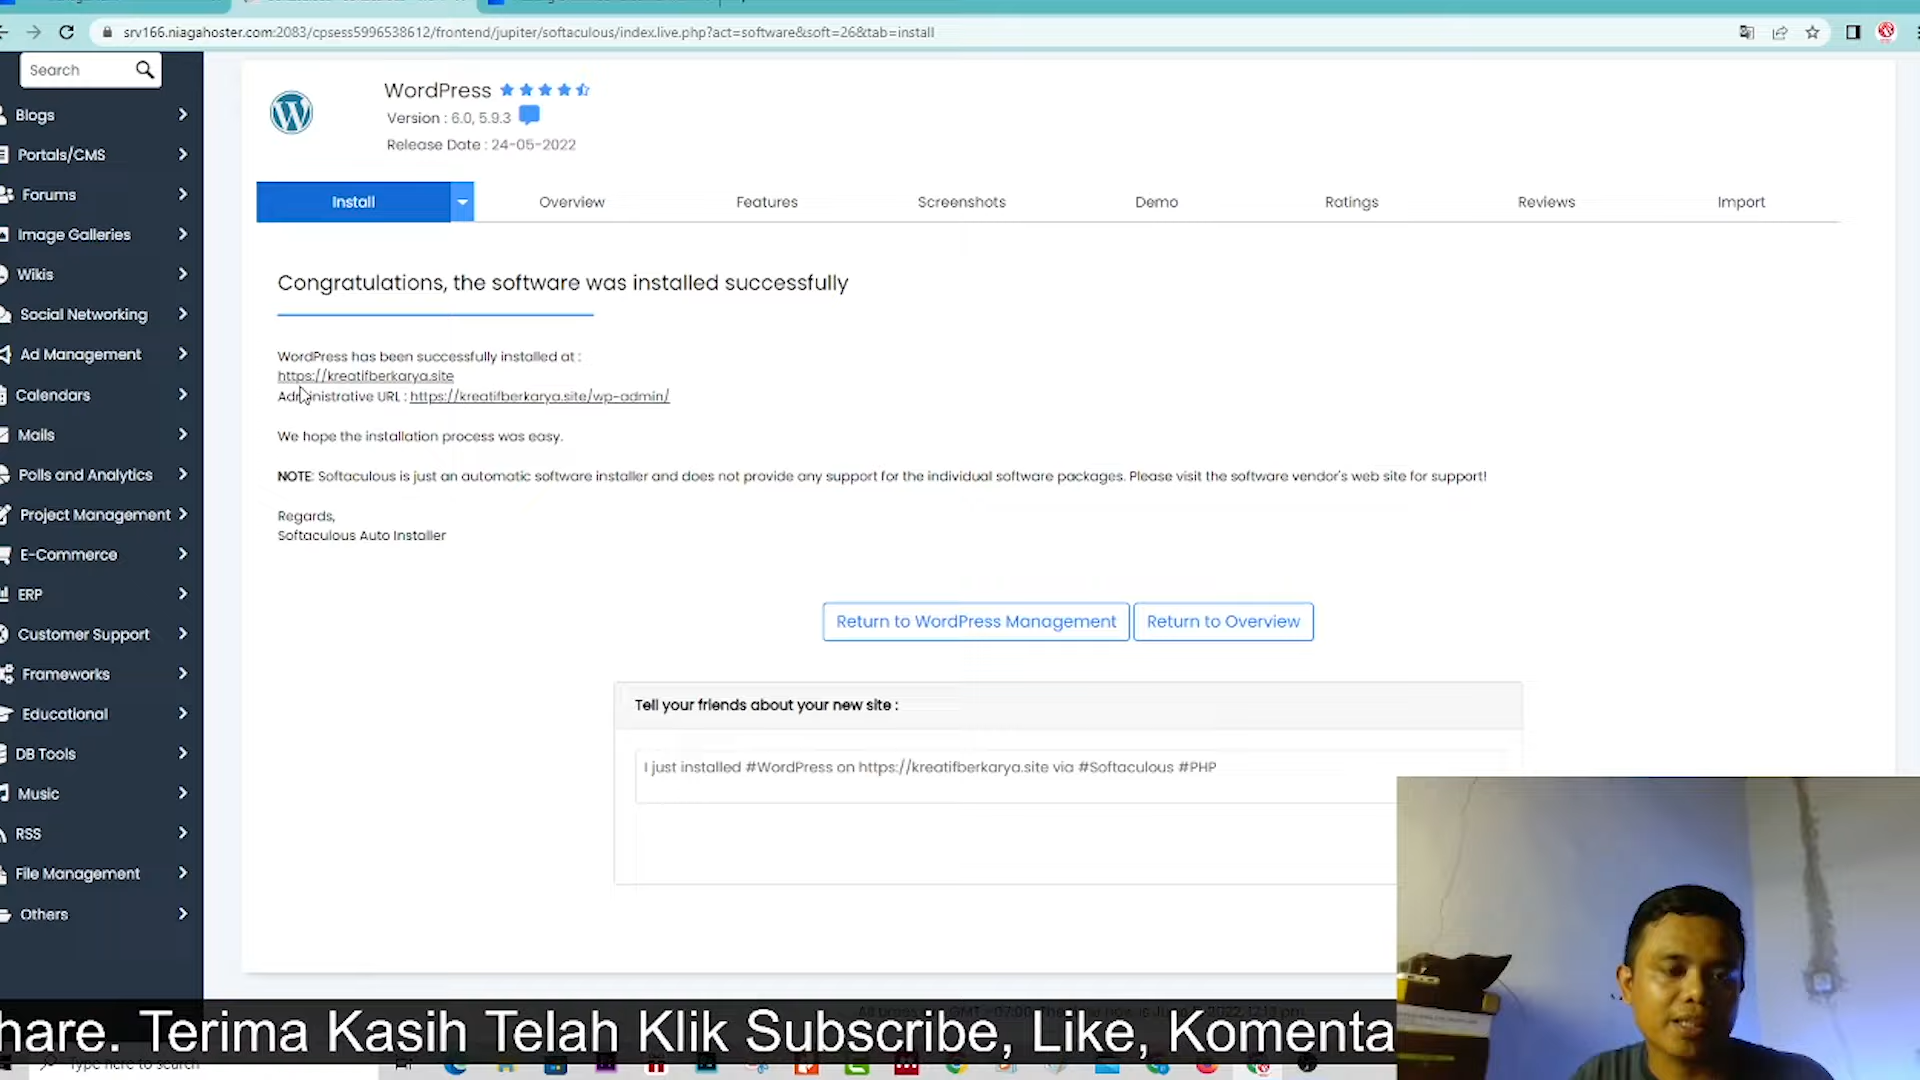 srv166.niagahoster.com:2083/cpsess5996538612/frontend/jupiter/softaculous/index.live.php?act=software&soft=26&tab=install
Search
Blogs
Portals/CMS
Forums
Image Galleries
Wikis
Social Networking
Ad Management
Calendars
Mails
Polls and Analytics
Project Management
E-Commerce
ERP
Customer Support
Frameworks
Educational
DB Tools
Music
RSS
File Management
Others
WordPress
Version : 6.0, 5.9.3
Release Date : 24-05-2022
Install
Overview
Features
Screenshots
Demo
Ratings
Reviews
Import
Congratulations, the software was installed successfully
WordPress has been successfully installed at :
https://kreatifberkarya.site
Administrative URL : https://kreatifberkarya.site/wp-admin/
We hope the installation process was easy.
NOTE: Softaculous is just an automatic software installer and does not provide any support for the individual software packages. Please visit the software vendor's web site for support!
Regards,
Softaculous Auto Installer
Return to WordPress Management
Return to Overview
Tell your friends about your new site :
I just installed #WordPress on https://kreatifberkarya.site via #Softaculous #PHP
hare. Terima Kasih Telah Klik Subscribe, Like, Komenta
Type here to search